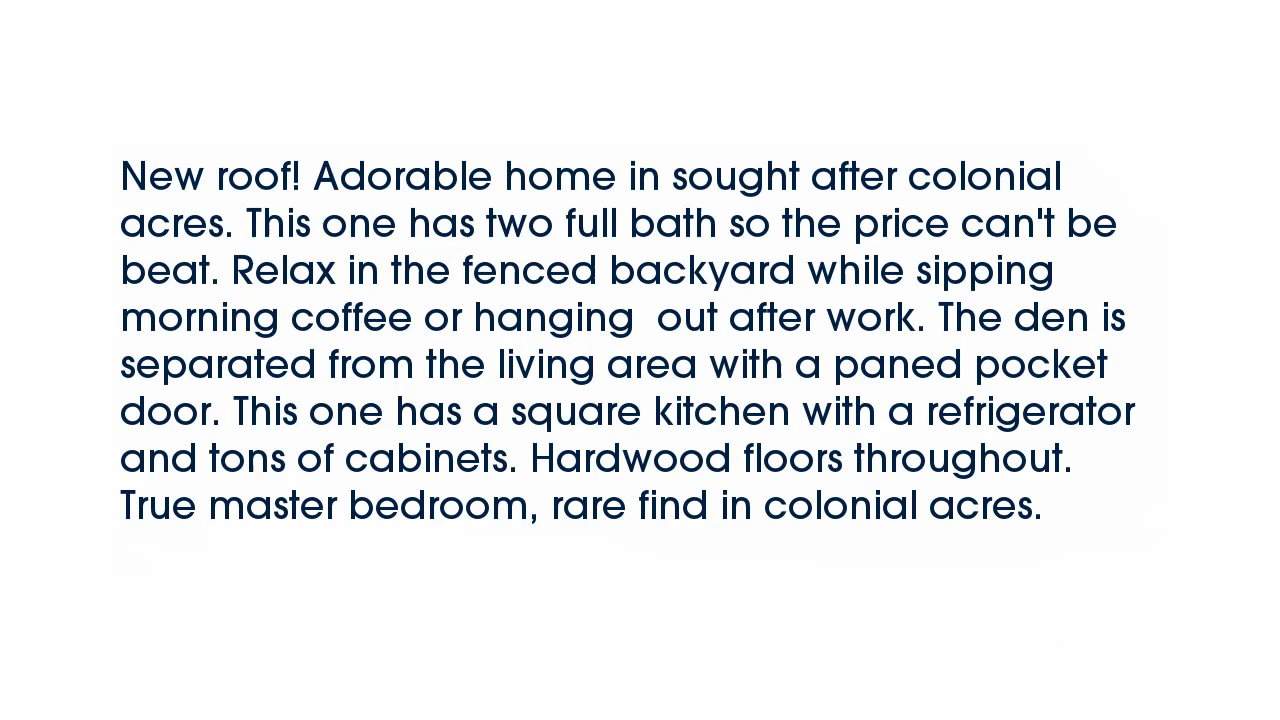 New roof! Adorable home in sought after colonial
acres. This one has two full bath so the price can't be
beat. Relax in the fenced backyard while sipping
morning coffee or hanging  out after work. The den is
separated from the living area with a paned pocket
door. This one has a square kitchen with a refrigerator
and tons of cabinets. Hardwood floors throughout.
True master bedroom, rare find in colonial acres.